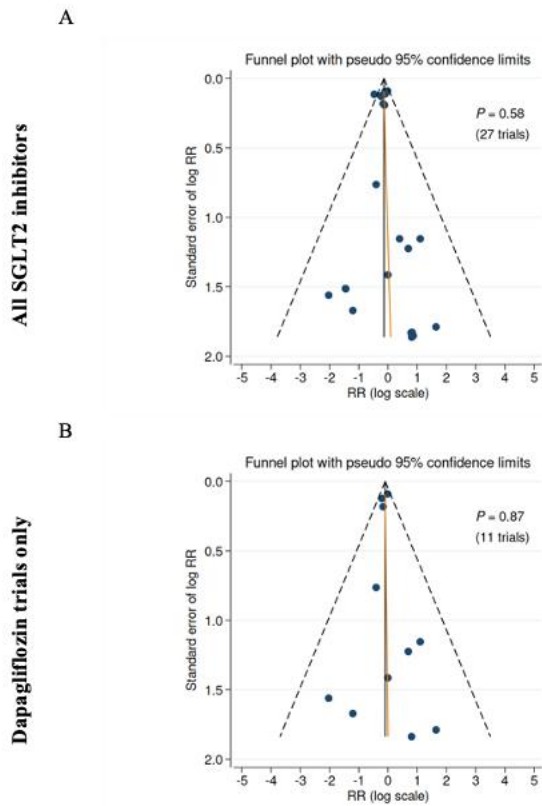 A
All SGLT2 inhibitors
Funnel plot with pseudo 95% confidence limits
P = 0.58
(27 trials)
Standard error of log RR
0.0
0.5
1.0
1.5
2.0
-5 -4 -3 -2 -1 0 1 2 3 4 5
RR (log scale)
B
Dapagliflozin trials only
Funnel plot with pseudo 95% confidence limits
P = 0.87
(11 trials)
Standard error of log RR
0.0
0.5
1.0
1.5
2.0
-5 -4 -3 -2 -1 0 1 2 3 4 5
RR (log scale)